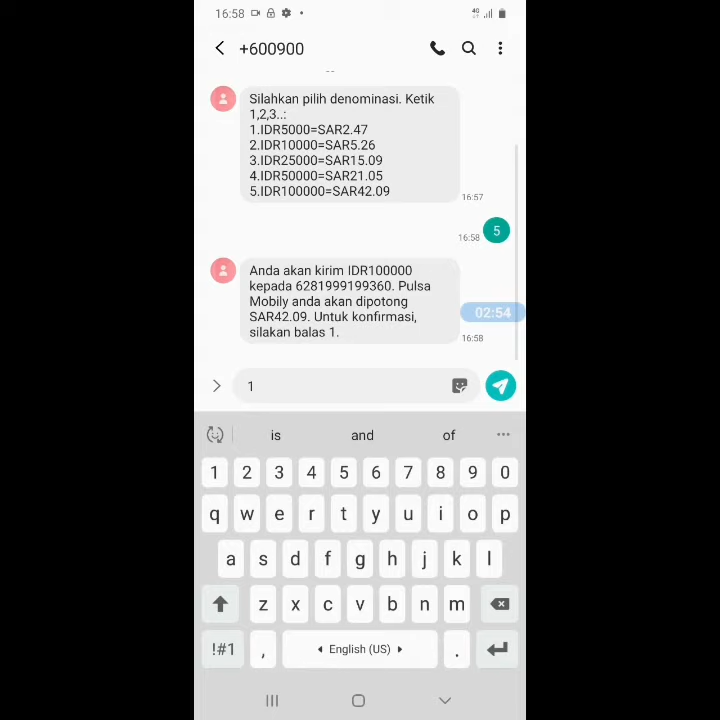 16:58
4G
+600900
Silahkan pilih denominasi. Ketik
1,2,3..:
1.IDR5000=SAR2.47
2.IDR10000=SAR5.26
3.IDR25000=SAR15.09
4.IDR50000=SAR21.05
5.IDR100000=SAR42.09
16:57
5
16:58
Anda akan kirim IDR100000
kepada 6281999199360. Pulsa
Mobily anda akan dipotong
SAR42.09. Untuk konfirmasi,
silakan balas 1.
02:54
16:58
1
is and of
1 2 3 4 5 6 7 8 9 0
q w e r t y u i o p
a s d f g h j k l
z x c v b n m
!#1 , English (US) .